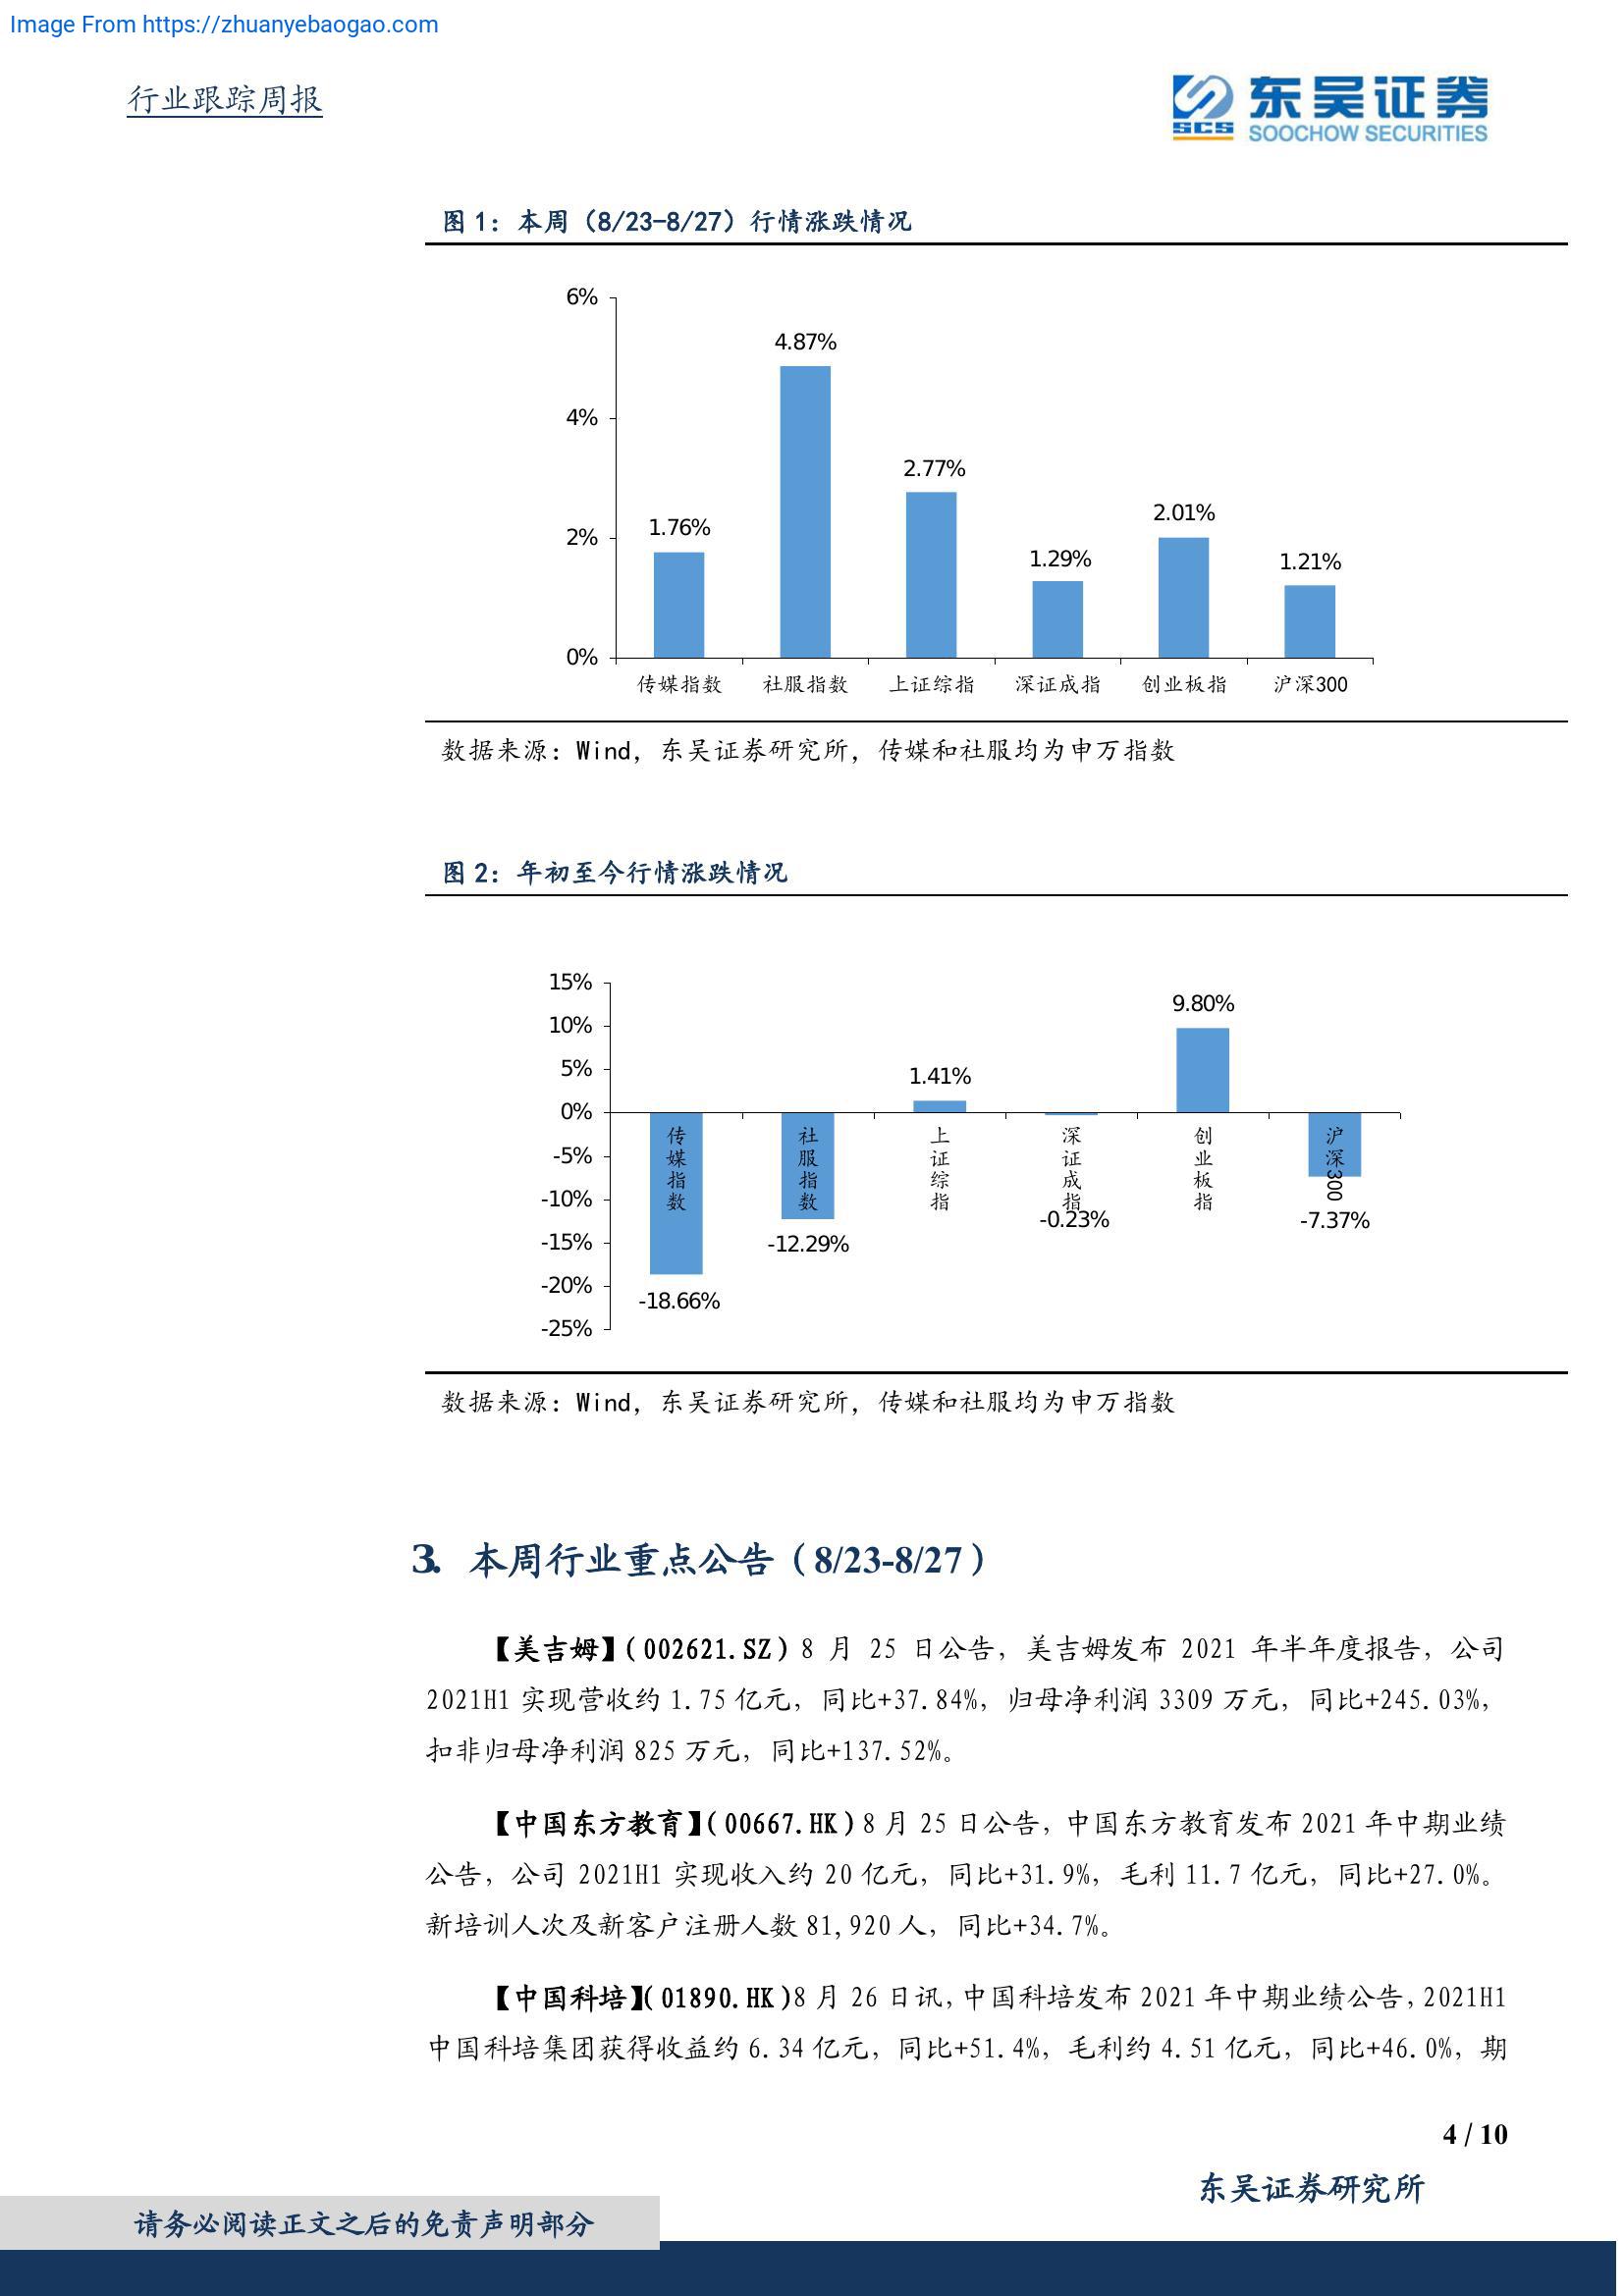 Image From https://zhuanyebaogao.com
行业跟踪周报
SCS
东吴证券
SOOCHOW SECURITIES
图 1：本周（8/23-8/27）行情涨跌情况
6%
4%
2%
0%
1.76%
4.87%
2.77%
1.29%
2.01%
1.21%
传媒指数 社服指数 上证综指 深证成指 创业板指 沪深300
数据来源：Wind，东吴证券研究所，传媒和社服均为申万指数
图 2：年初至今行情涨跌情况
15%
10%
5%
0%
-5%
-10%
-15%
-20%
-25%
-18.66%
-12.29%
1.41%
-0.23%
9.80%
-7.37%
传媒指数
社服指数
上证综指
深证成指
创业板指
沪深300
数据来源：Wind，东吴证券研究所，传媒和社服均为申万指数
3. 本周行业重点公告（8/23-8/27）
【美吉姆】（002621.SZ）8 月 25 日公告，美吉姆发布 2021 年半年度报告，公司
2021H1 实现营收约 1.75 亿元，同比+37.84%，归母净利润 3309 万元，同比+245.03%，
扣非归母净利润 825 万元，同比+137.52%。
【中国东方教育】（00667.HK）8 月 25 日公告，中国东方教育发布 2021 年中期业绩
公告，公司 2021H1 实现收入约 20 亿元，同比+31.9%，毛利 11.7 亿元，同比+27.0%。
新培训人次及新客户注册人数 81,920 人，同比+34.7%。
【中国科培】（01890.HK）8 月 26 日讯，中国科培发布 2021 年中期业绩公告，2021H1
中国科培集团获得收益约 6.34 亿元，同比+51.4%，毛利约 4.51 亿元，同比+46.0%，期
4 / 10
东吴证券研究所
请务必阅读正文之后的免责声明部分